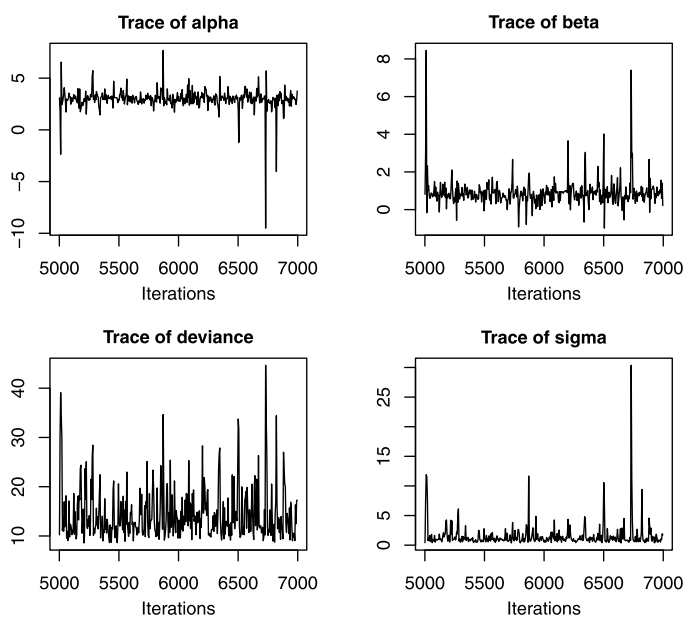 Trace of alpha
5
0
−5
−10
5000 5500 6000 6500 7000
Iterations
Trace of beta
8
6
4
2
0
5000 5500 6000 6500 7000
Iterations
Trace of deviance
40
30
20
10
5000 5500 6000 6500 7000
Iterations
Trace of sigma
25
15
5
0
5000 5500 6000 6500 7000
Iterations